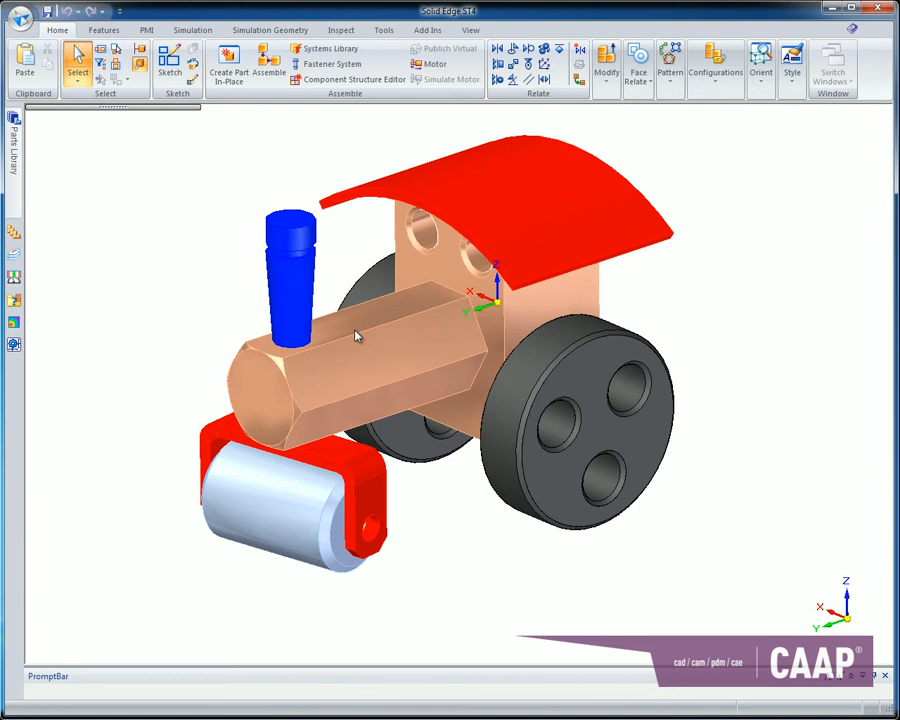 Solid Edge ST4
Home Features PMI Simulation Simulation Geometry Inspect Tools Add Ins View
Paste
Clipboard
Select
Select
Sketch
Sketch
Create Part
In-Place
Assemble
Systems Library
Fastener System
Component Structure Editor
Publish Virtual
Motor
Simulate Motor
Assemble
Relate
Modify
Face
Relate
Pattern
Configurations
Orient
Style
Switch
Windows
Window
Parts Library
Z
X
Y
Z
X
Y
cad / cam / pdm / cae
CAAP®
PromptBar